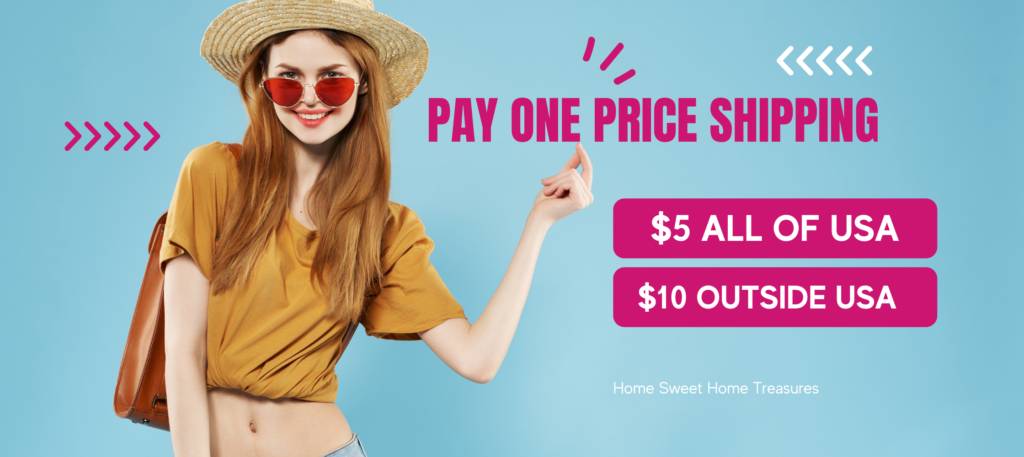 PAY ONE PRICE SHIPPING
$5 ALL OF USA
$10 OUTSIDE USA
Home Sweet Home Treasures